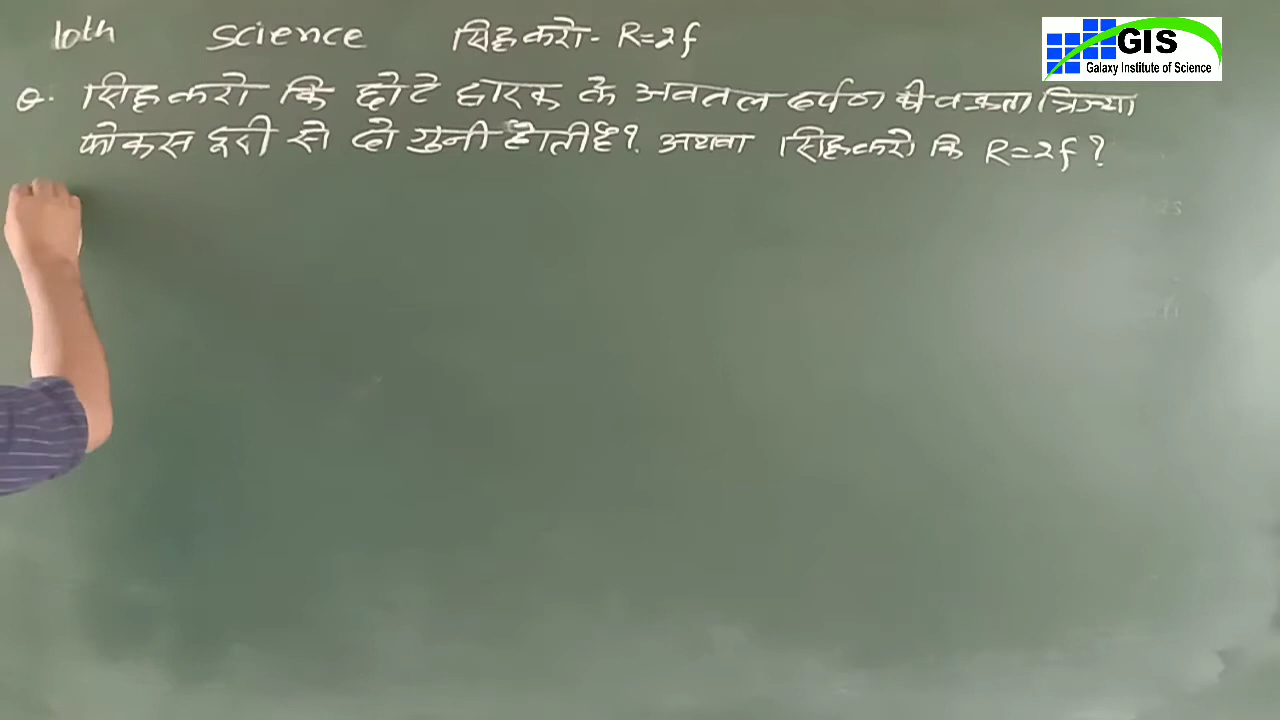 10th Science सिद्ध करो - R=2f
GIS
Galaxy Institute of Science
Q. सिद्ध करो कि छोटे द्वारक के अवतल दर्पण की वक्रता त्रिज्या
फोकस दूरी से दो गुनी होती है? अथवा सिद्ध करो कि R=2f?